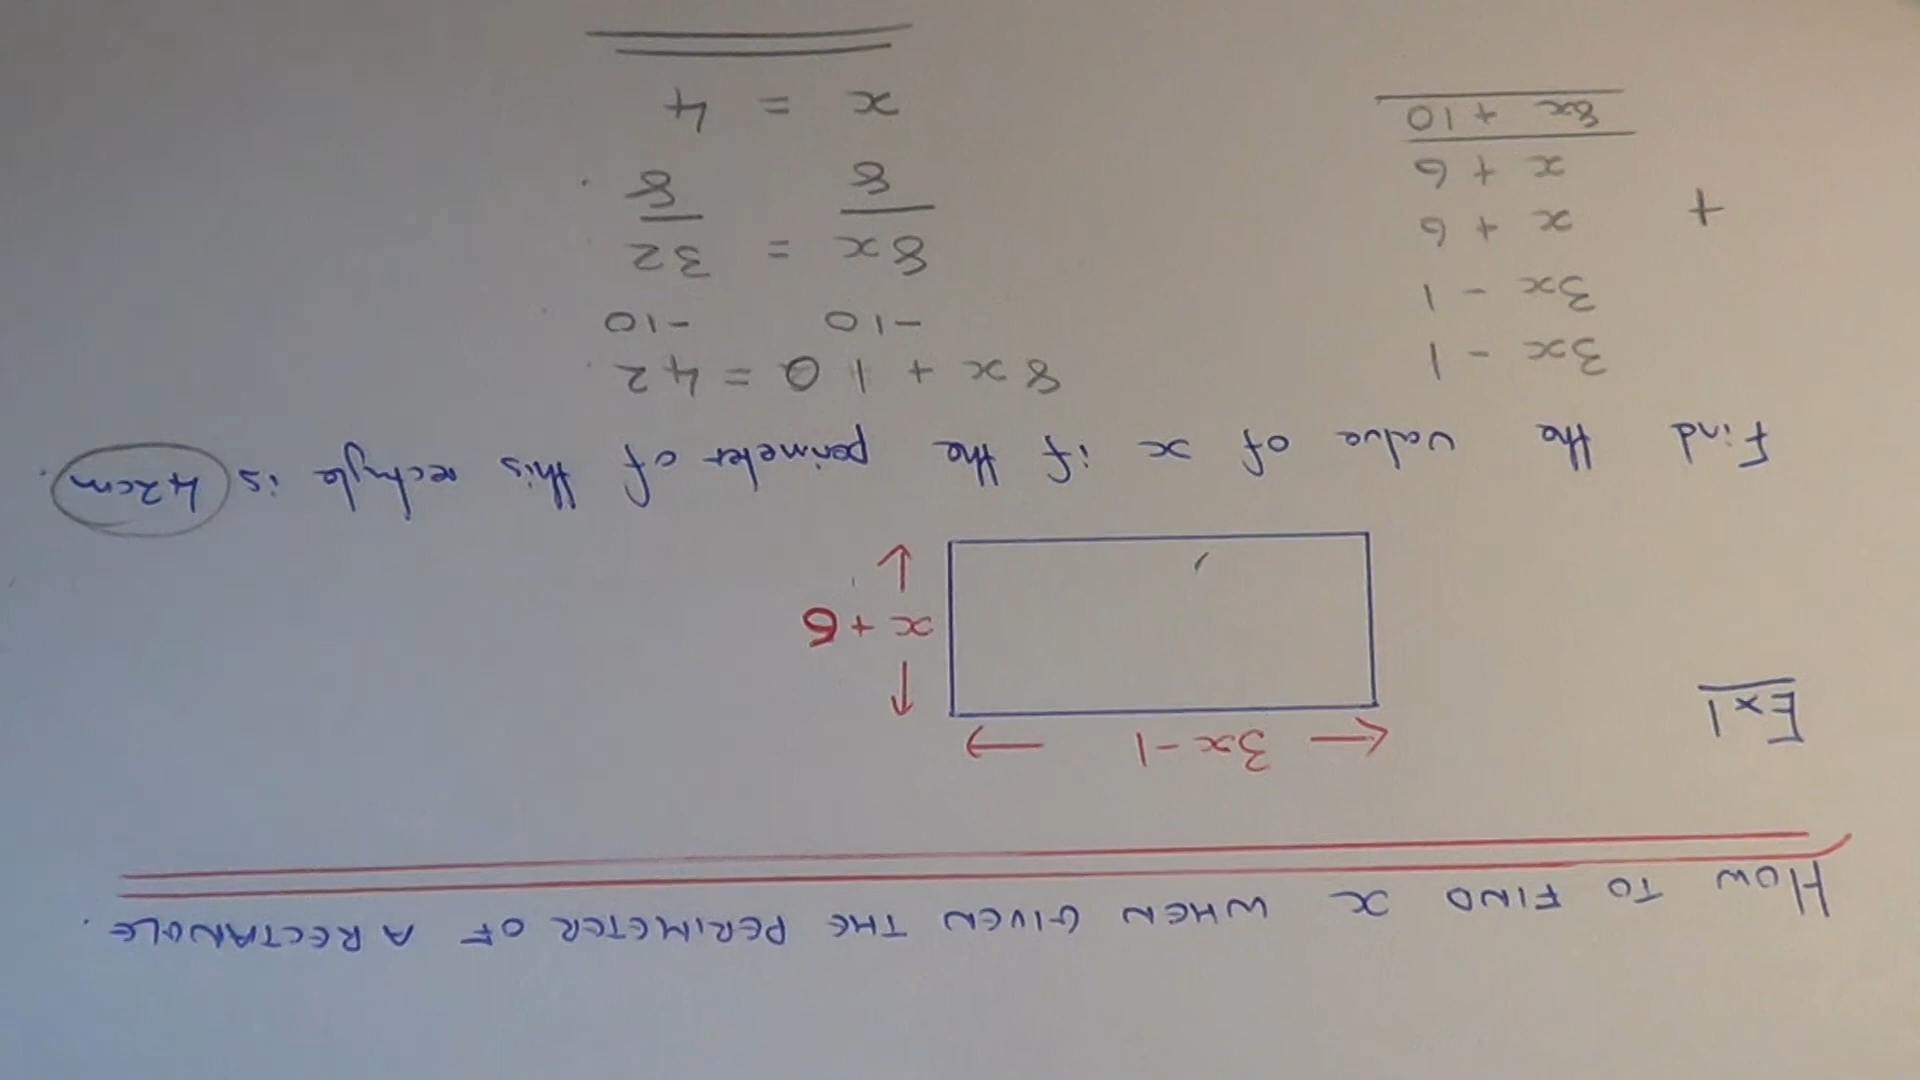 HOW TO FIND x WHEN GIVEN THE PERIMETER OF A RECTANGLE.
Ex 1
3x - 1
x + 6
Find the value of x if the perimeter of this rectangle is 42cm.
3x - 1
3x - 1
x + 6
x + 6
+
8x + 10
8x + 10 = 42
-10 -10
8x = 32
8 8
x = 4